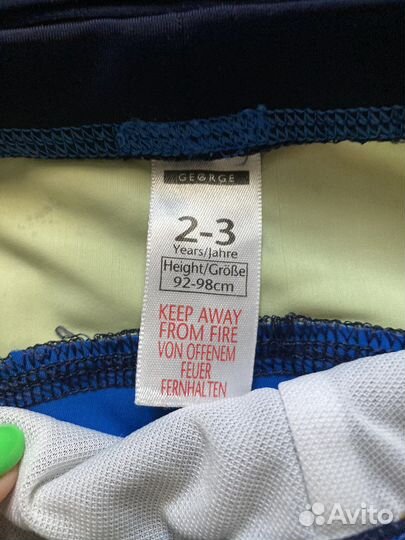 GEORGE
2-3
Years/Jahre
Height/Größe
92-98cm
KEEP AWAY
FROM FIRE
VON OFFENEM
FEUER
FERNHALTEN
Avito